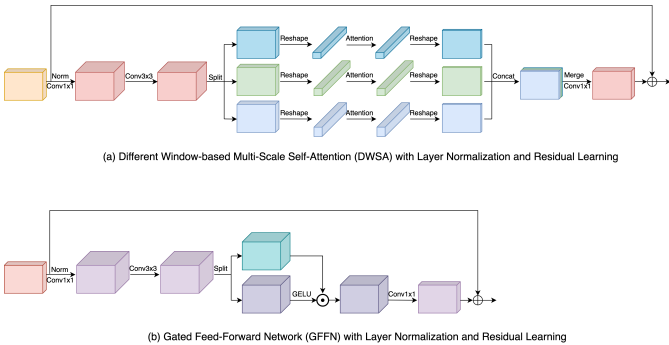 Reshape Attention Reshape
Norm
Conv1x1
Conv3x3
Split
Reshape Attention Reshape
Concat
Merge
Conv1x1
Reshape Attention Reshape
(a) Different Window-based Multi-Scale Self-Attention (DWSA) with Layer Normalization and Residual Learning
Norm
Conv1x1
Conv3x3
Split
GELU
Conv1x1
(b) Gated Feed-Forward Network (GFFN) with Layer Normalization and Residual Learning